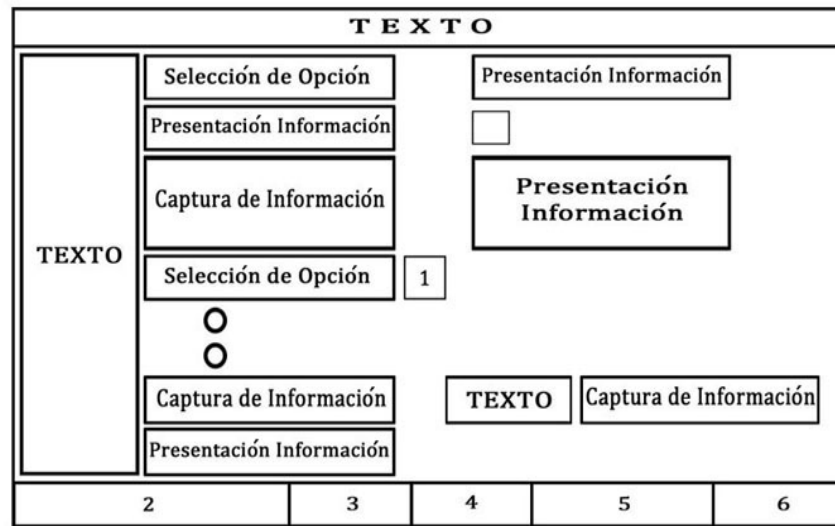 TEXTO
Selección de Opción
Presentación Información
Presentación Información
Captura de Información
Presentación
Información
TEXTO
Selección de Opción
1
Captura de Información
TEXTO
Captura de Información
Presentación Información
2
3
4
5
6